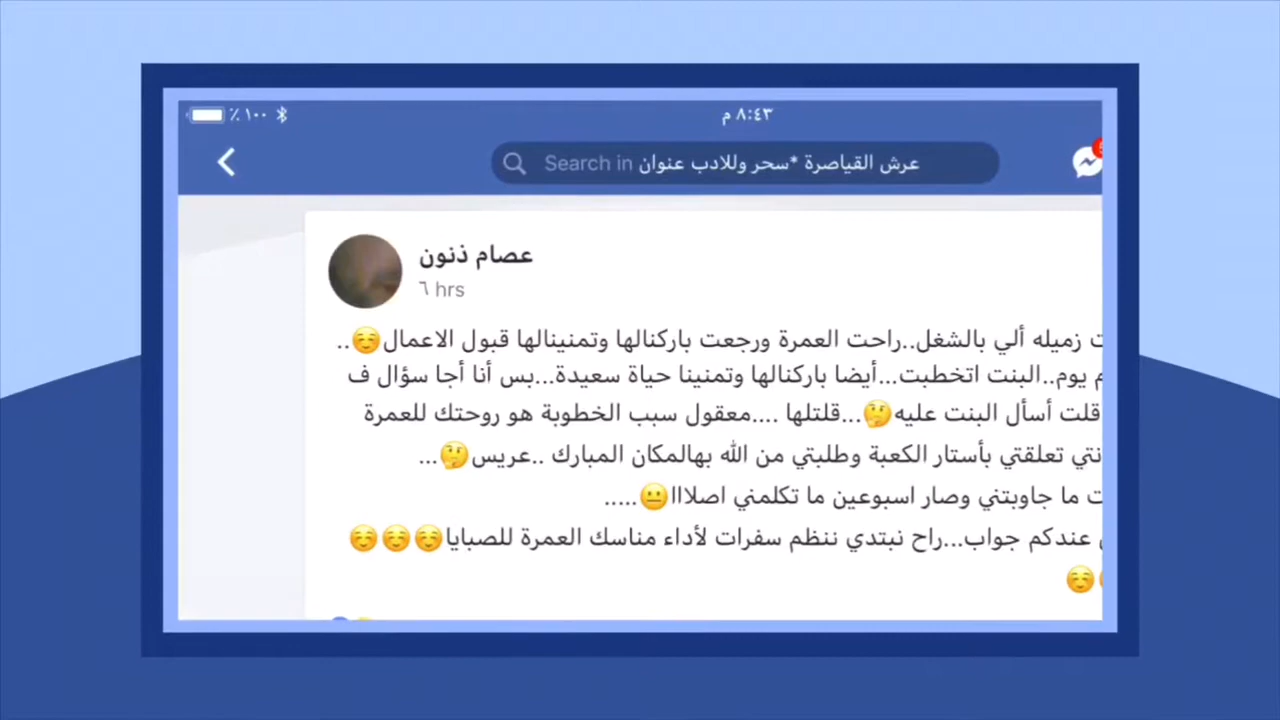 ٪ ١٠٠
٨:٤٣ م
Search in عرش القياصرة *سحر وللادب عنوان
عصام ذنون
٦ hrs
زميله ألي بالشغل..راحت العمرة ورجعت باركنالها وتمنينالها قبول الاعمال☺️..
يوم..البنت اتخطبت...أيضا باركنالها وتمنينا حياة سعيدة...بس أنا أجا سؤال ف
قلت أسأل البنت عليه🤔...قلتلها ....معقول سبب الخطوبة هو روحتك للعمرة
تعلقتي بأستار الكعبة وطلبتي من الله بهالمكان المبارك ..عريس🤔...
ما جاوبتني وصار اسبوعين ما تكلمني اصلااا😐.....
عندكم جواب...راح نبتدي ننظم سفرات لأداء مناسك العمرة للصبايا☺️☺️☺️
☺️